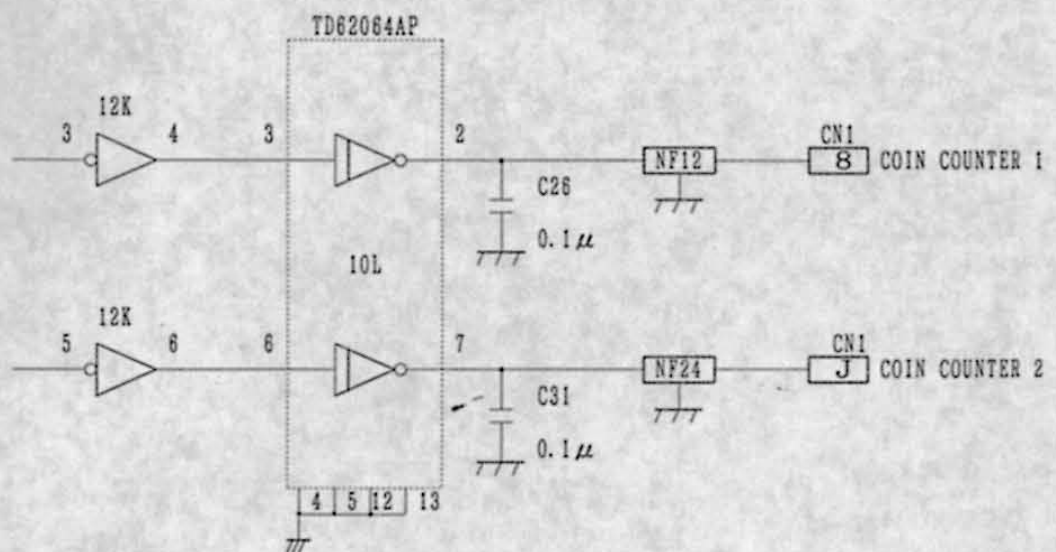 TD62064AP
12K
3 4 3 2
CN1
NF12 8 COIN COUNTER 1
C26
0.1μ
10L
12K
5 6 6 7
CN1
NF24 J COIN COUNTER 2
C31
0.1μ
4 5 12 13